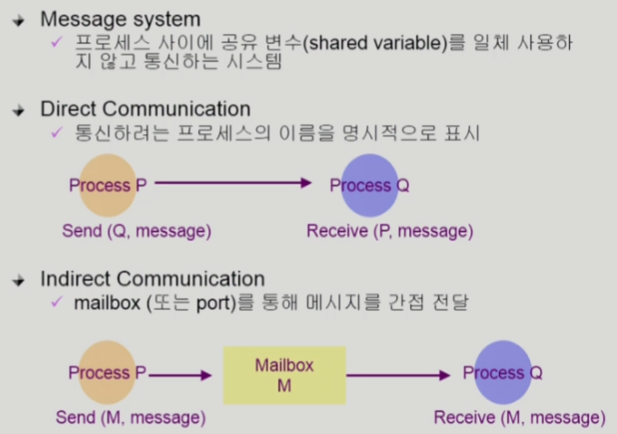 Message system
✓ 프로세스 사이에 공유 변수(shared variable)를 일체 사용하
지 않고 통신하는 시스템
Direct Communication
✓ 통신하려는 프로세스의 이름을 명시적으로 표시
Process P
Process Q
Send (Q, message)
Receive (P, message)
Indirect Communication
✓ mailbox (또는 port)를 통해 메시지를 간접 전달
Process P
Mailbox
M
Process Q
Send (M, message)
Receive (M, message)